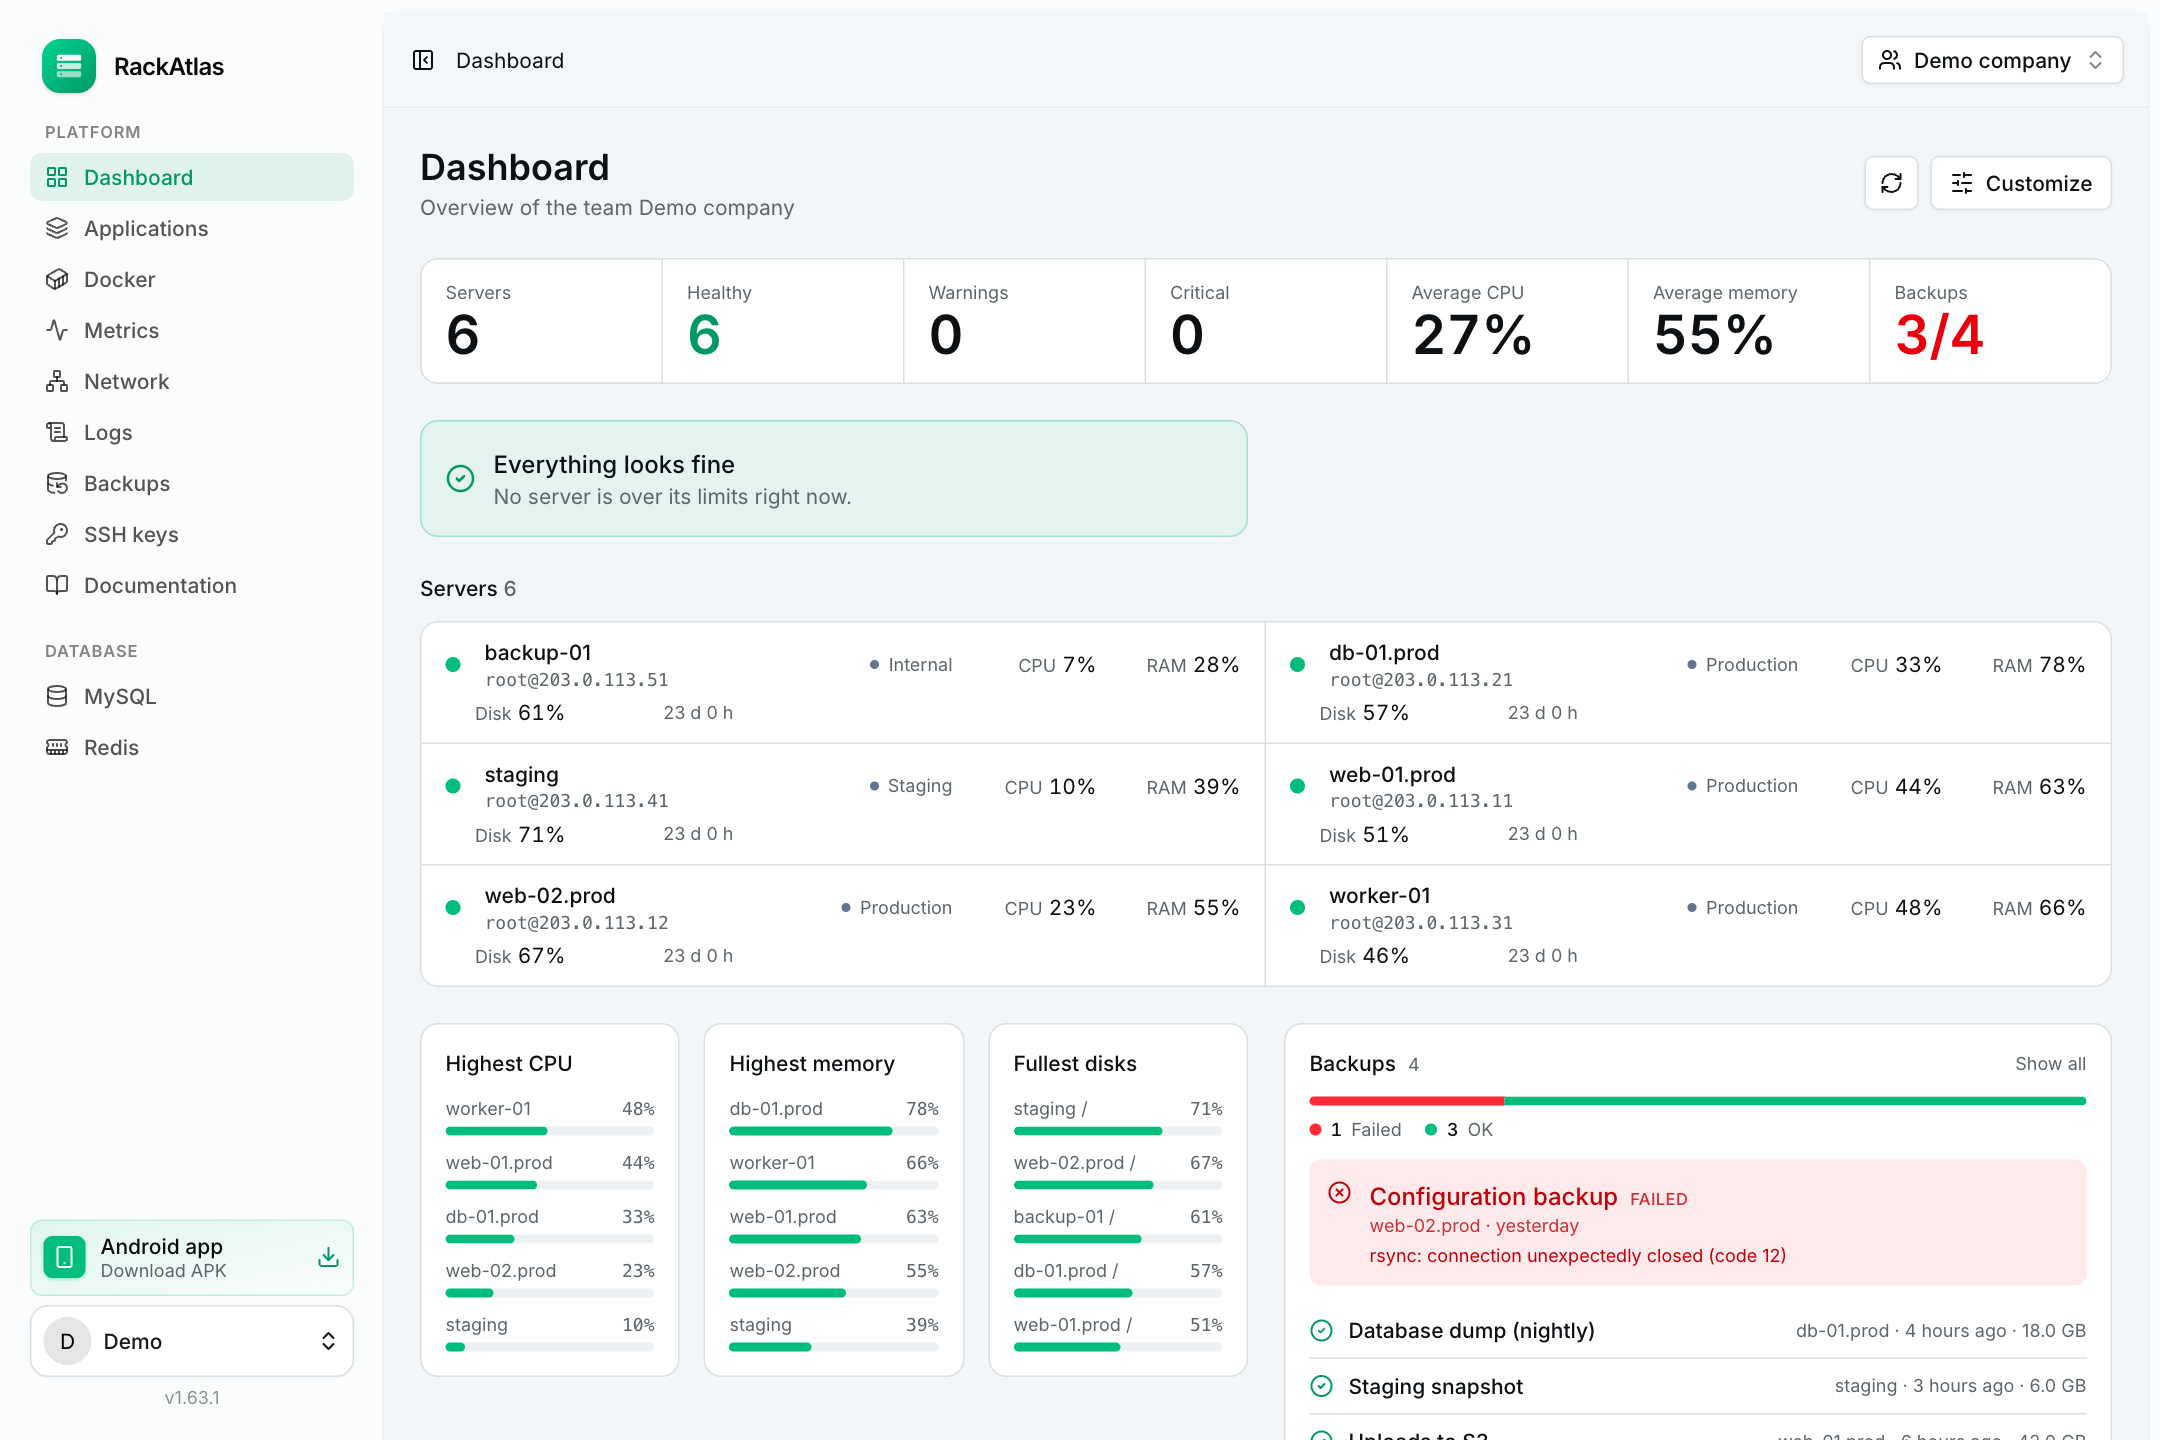 RackAtlas
PLATFORM
Dashboard
Applications
Docker
Metrics
Network
Logs
Backups
SSH keys
Documentation
DATABASE
MySQL
Redis
Android app
Download APK
D Demo
v1.63.1
Dashboard
Demo company
Dashboard
Overview of the team Demo company
Customize
Servers
6
Healthy
6
Warnings
0
Critical
0
Average CPU
27%
Average memory
55%
Backups
3/4
Everything looks fine
No server is over its limits right now.
Servers 6
backup-01
root@203.0.113.51
Internal CPU 7% RAM 28%
Disk 61% 23 d 0 h
db-01.prod
root@203.0.113.21
Production CPU 33% RAM 78%
Disk 57% 23 d 0 h
staging
root@203.0.113.41
Staging CPU 10% RAM 39%
Disk 71% 23 d 0 h
web-01.prod
root@203.0.113.11
Production CPU 44% RAM 63%
Disk 51% 23 d 0 h
web-02.prod
root@203.0.113.12
Production CPU 23% RAM 55%
Disk 67% 23 d 0 h
worker-01
root@203.0.113.31
Production CPU 48% RAM 66%
Disk 46% 23 d 0 h
Highest CPU
worker-01 48%
web-01.prod 44%
db-01.prod 33%
web-02.prod 23%
staging 10%
Highest memory
db-01.prod 78%
worker-01 66%
web-01.prod 63%
web-02.prod 55%
staging 39%
Fullest disks
staging / 71%
web-02.prod / 67%
backup-01 / 61%
db-01.prod / 57%
web-01.prod / 51%
Backups 4
Show all
1 Failed 3 OK
Configuration backup FAILED
web-02.prod · yesterday
rsync: connection unexpectedly closed (code 12)
Database dump (nightly) db-01.prod · 4 hours ago · 18.0 GB
Staging snapshot staging · 3 hours ago · 6.0 GB